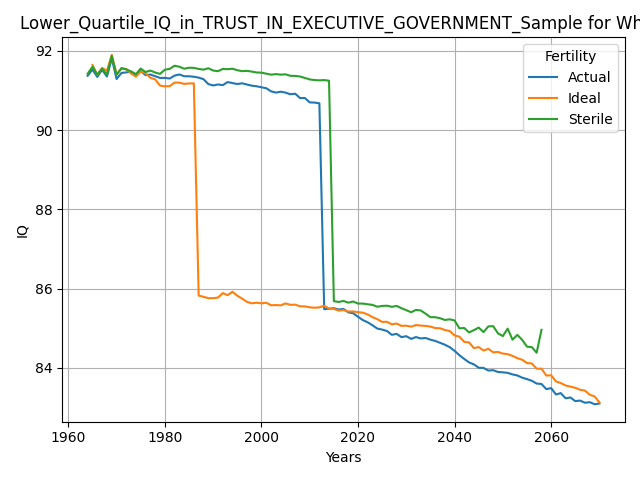 Lower_Quartile_IQ_in_TRUST_IN_EXECUTIVE_GOVERNMENT_Sample for Wh
Fertility
Actual
Ideal
Sterile
92
90
88
86
84
IQ
1960
1980
2000
2020
2040
2060
Years